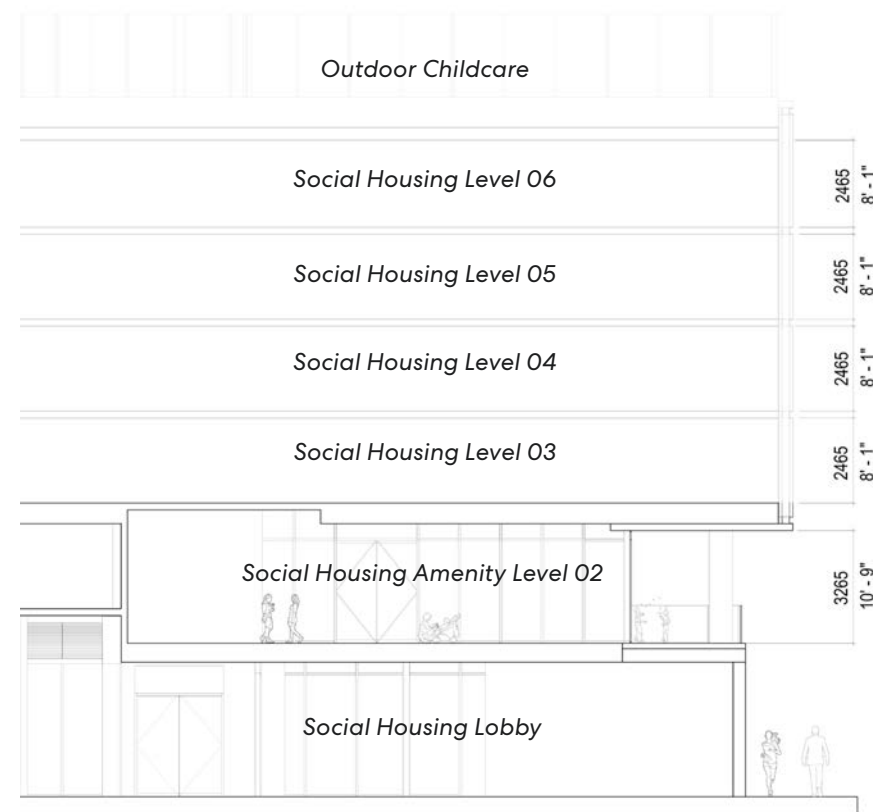 Outdoor Childcare
Social Housing Level 06
2465
8' - 1"
Social Housing Level 05
2465
8' - 1"
Social Housing Level 04
2465
8' - 1"
Social Housing Level 03
2465
8' - 1"
Social Housing Amenity Level 02
3265
10' - 9"
Social Housing Lobby